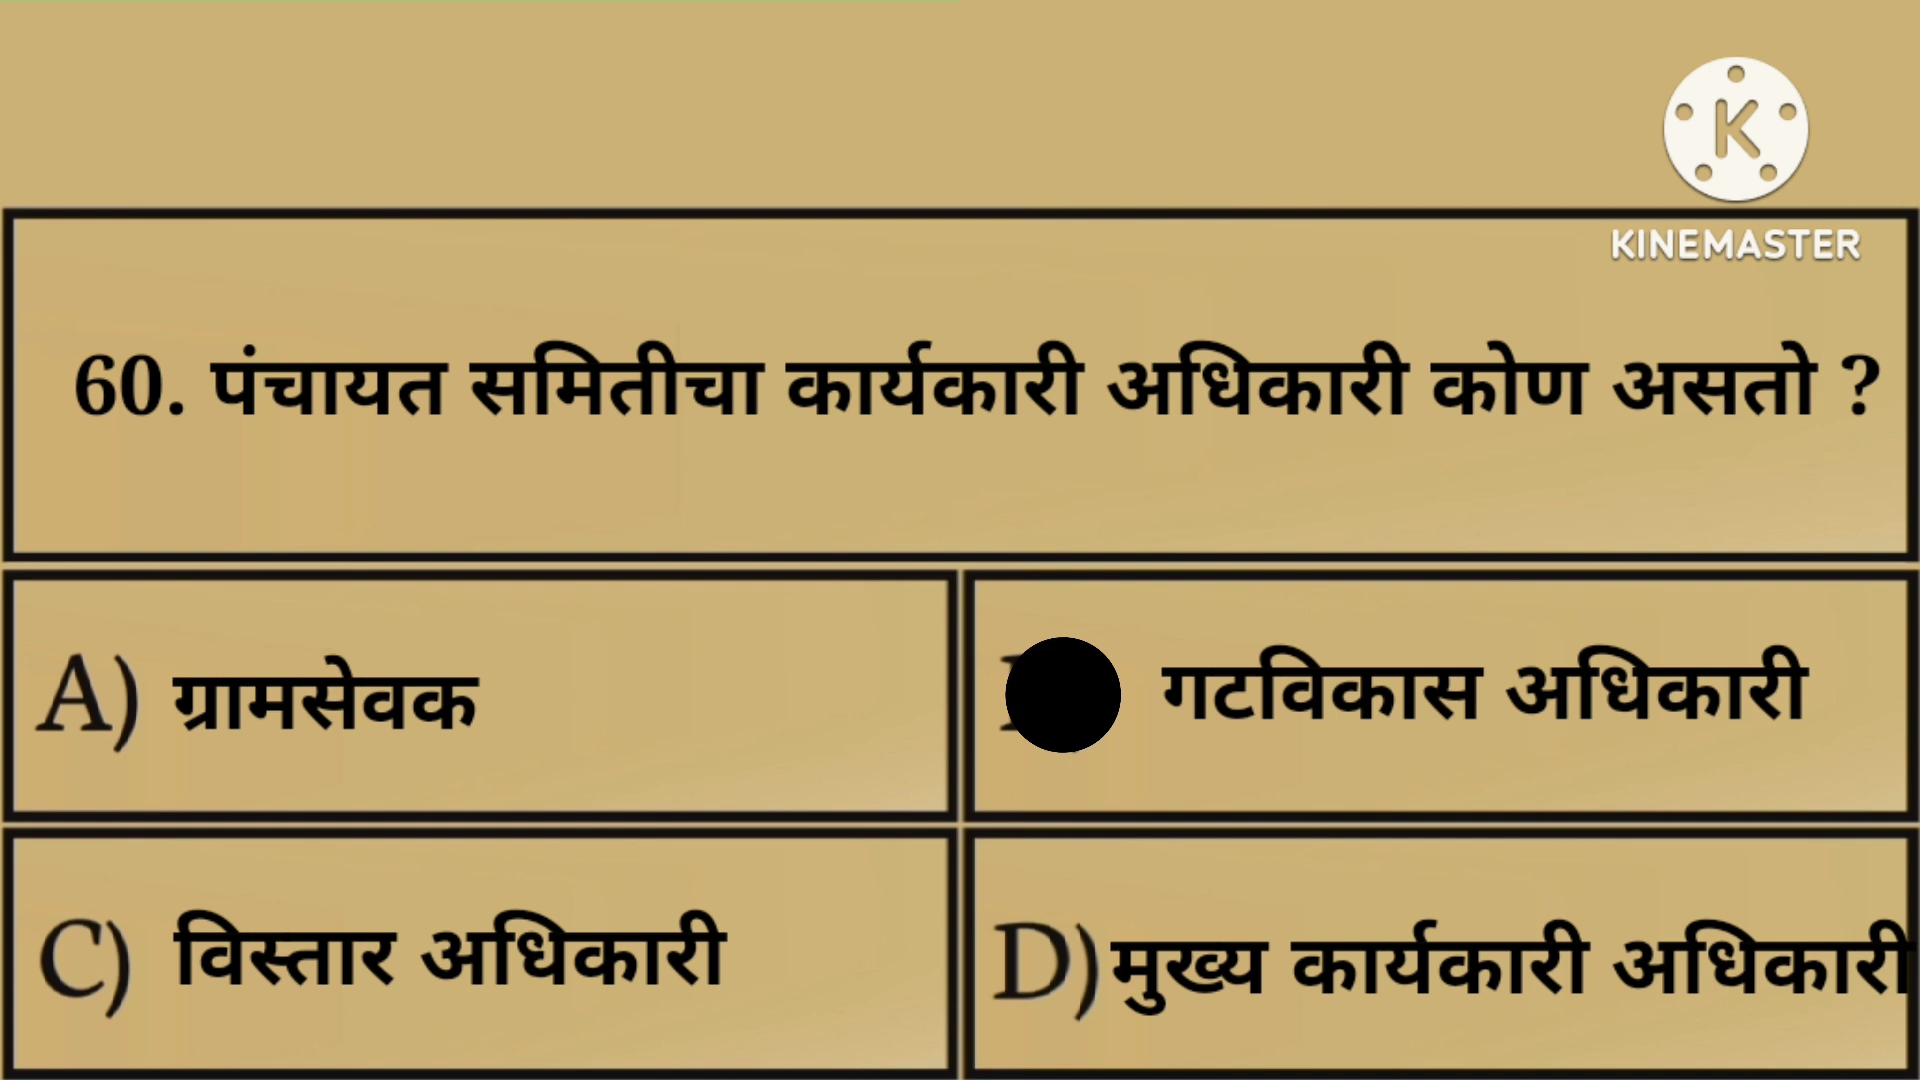 K
KINEMASTER
60. पंचायत समितीचा कार्यकारी अधिकारी कोण असतो ?
A) ग्रामसेवक
गटविकास अधिकारी
C) विस्तार अधिकारी
D) मुख्य कार्यकारी अधिकारी